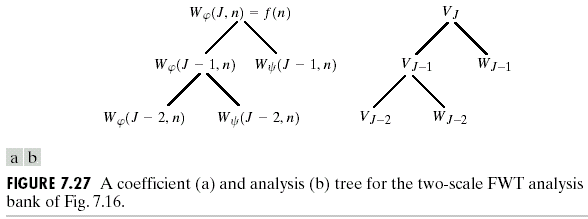 W_φ(J, n) = f(n) V_J
W_φ(J − 1, n) W_ψ(J − 1, n) V_{J−1} W_{J−1}
W_φ(J − 2, n) W_ψ(J − 2, n) V_{J−2} W_{J−2}
a b
FIGURE 7.27 A coefficient (a) and analysis (b) tree for the two-scale FWT analysis
bank of Fig. 7.16.